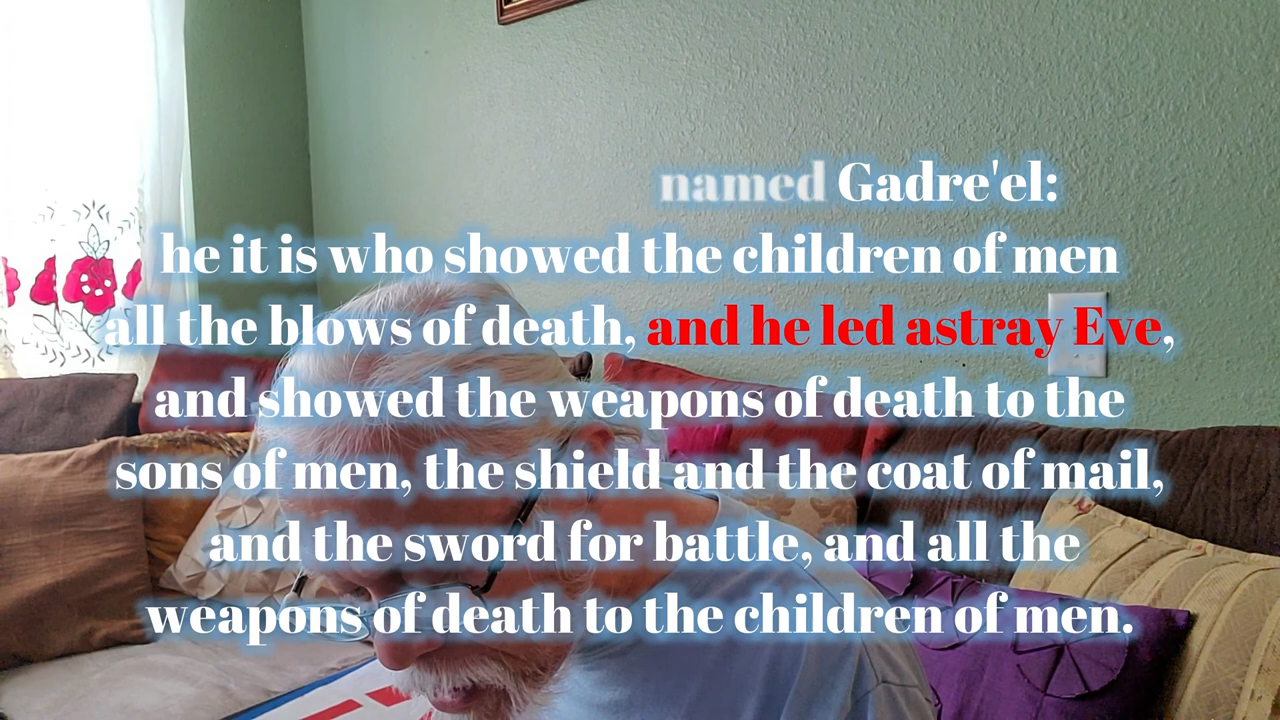 named Gadre'el:
he it is who showed the children of men
all the blows of death, and he led astray Eve,
and showed the weapons of death to the
sons of men, the shield and the coat of mail,
and the sword for battle, and all the
weapons of death to the children of men.